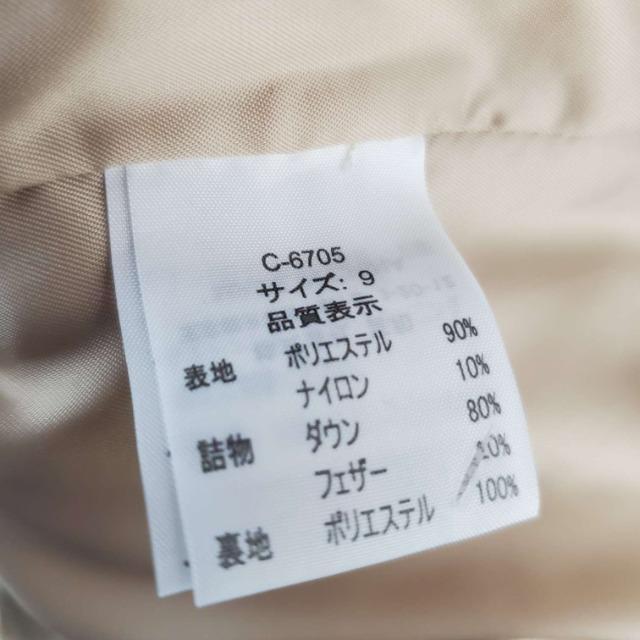 C-6705
サイズ: 9
品質表示
表地 ポリエステル 90%
ナイロン 10%
詰物 ダウン 80%
フェザー
裏地 ポリエステル 100%